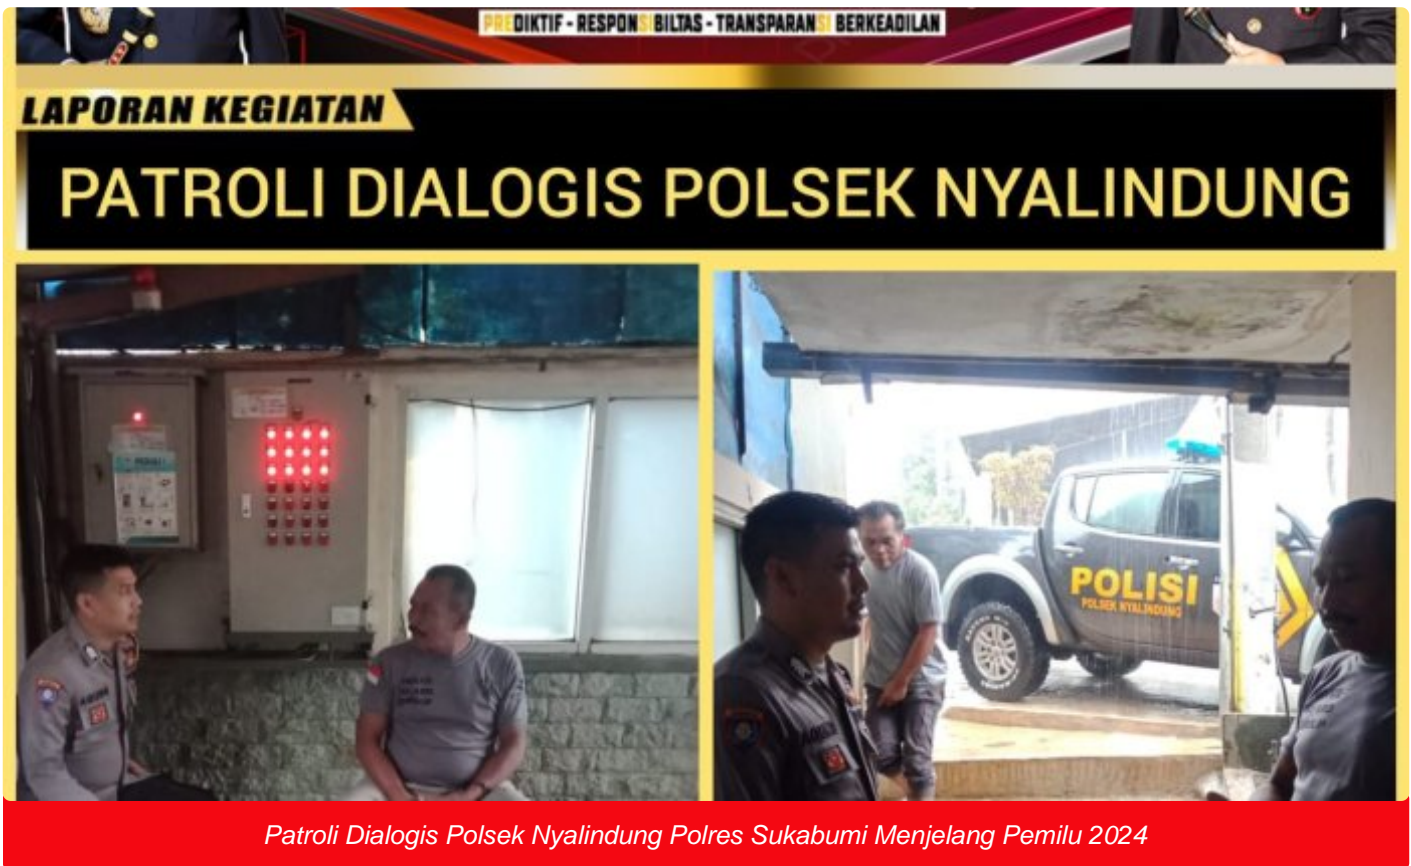 PREDIKTIF - RESPONSIBILTAS - TRANSPARANSI BERKEADILAN
LAPORAN KEGIATAN
PATROLI DIALOGIS POLSEK NYALINDUNG
POLISI
POLSEK NYALINDUNG
Patroli Dialogis Polsek Nyalindung Polres Sukabumi Menjelang Pemilu 2024